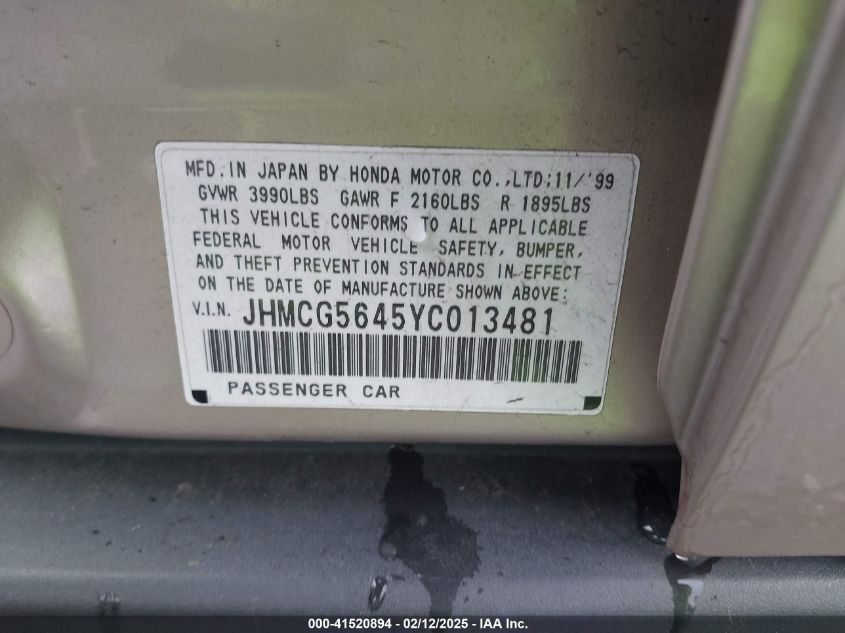 MFD. IN JAPAN BY HONDA MOTOR CO.,LTD;11/'99
GVWR 3990LBS GAWR F 2160LBS R 1895LBS
THIS VEHICLE CONFORMS TO ALL APPLICABLE
FEDERAL MOTOR VEHICLE SAFETY, BUMPER,
AND THEFT PREVENTION STANDARDS IN EFFECT
ON THE DATE OF MANUFACTURE SHOWN ABOVE:
V.I.N. JHMCG5645YC013481
PASSENGER CAR
000-41520894 - 02/12/2025 - IAA Inc.